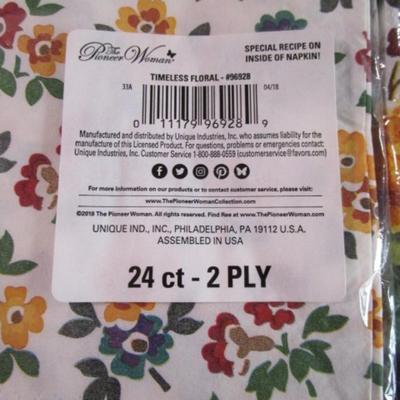 The
Pioneer Woman
SPECIAL RECIPE ON
INSIDE OF NAPKIN!
TIMELESS FLORAL - #96928
33A
04/18
0 11179 96928 9
Manufactured and distributed by Unique Industries, Inc. who assumes liability for the
manufacture of this Licensed Product. For questions, problems or emergencies contact:
Unique Industries, Inc. Customer Service 1-800-888-0559 (customerservice@favors.com)
For more information on our products or to contact customer service, please visit:
www.ThePioneerWomanCollection.com
©2018 The Pioneer Woman. All rights reserved. Find Ree at www.ThePioneerWoman.com
UNIQUE IND., INC., PHILADELPHIA, PA 19112 U.S.A.
ASSEMBLED IN USA
24 ct - 2 PLY